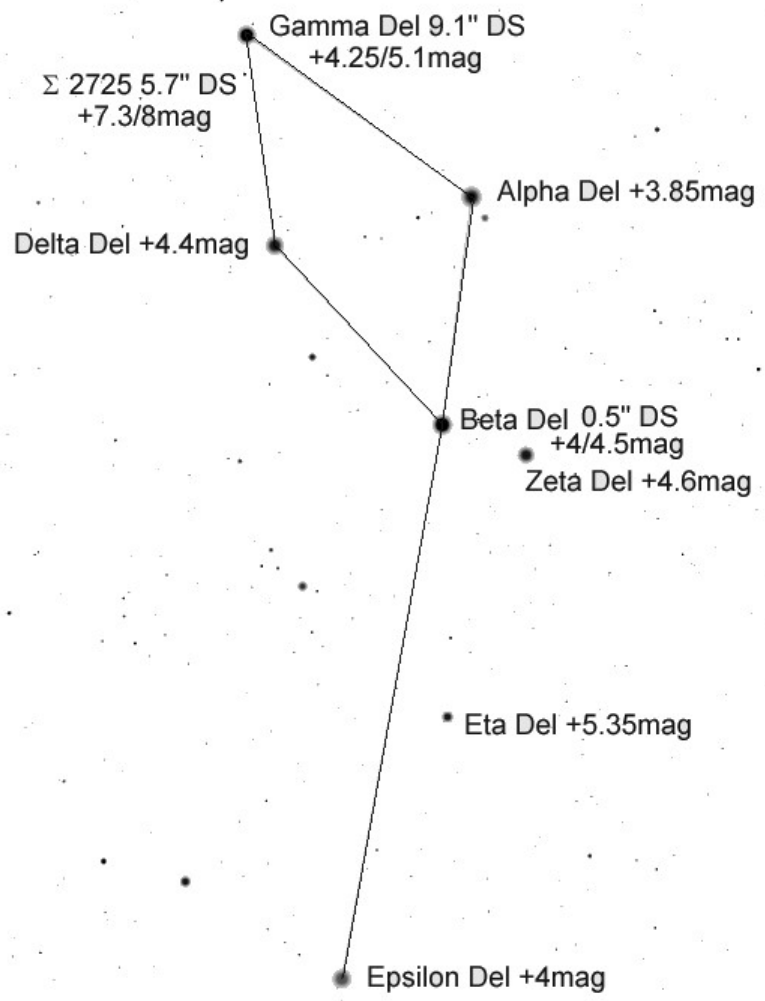 Gamma Del 9.1" DS
+4.25/5.1mag
Σ 2725 5.7" DS
+7.3/8mag
Alpha Del +3.85mag
Delta Del +4.4mag
Beta Del 0.5" DS
+4/4.5mag
Zeta Del +4.6mag
Eta Del +5.35mag
Epsilon Del +4mag